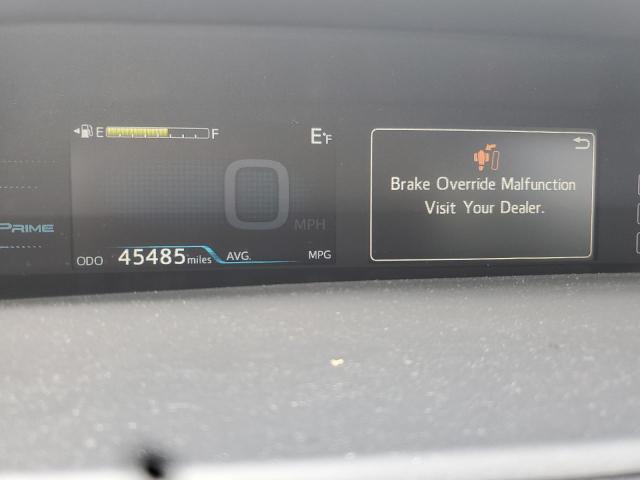 E F
E°F
Brake Override Malfunction
Visit Your Dealer.
0
MPH
PRIME
ODO 45485 miles AVG. MPG